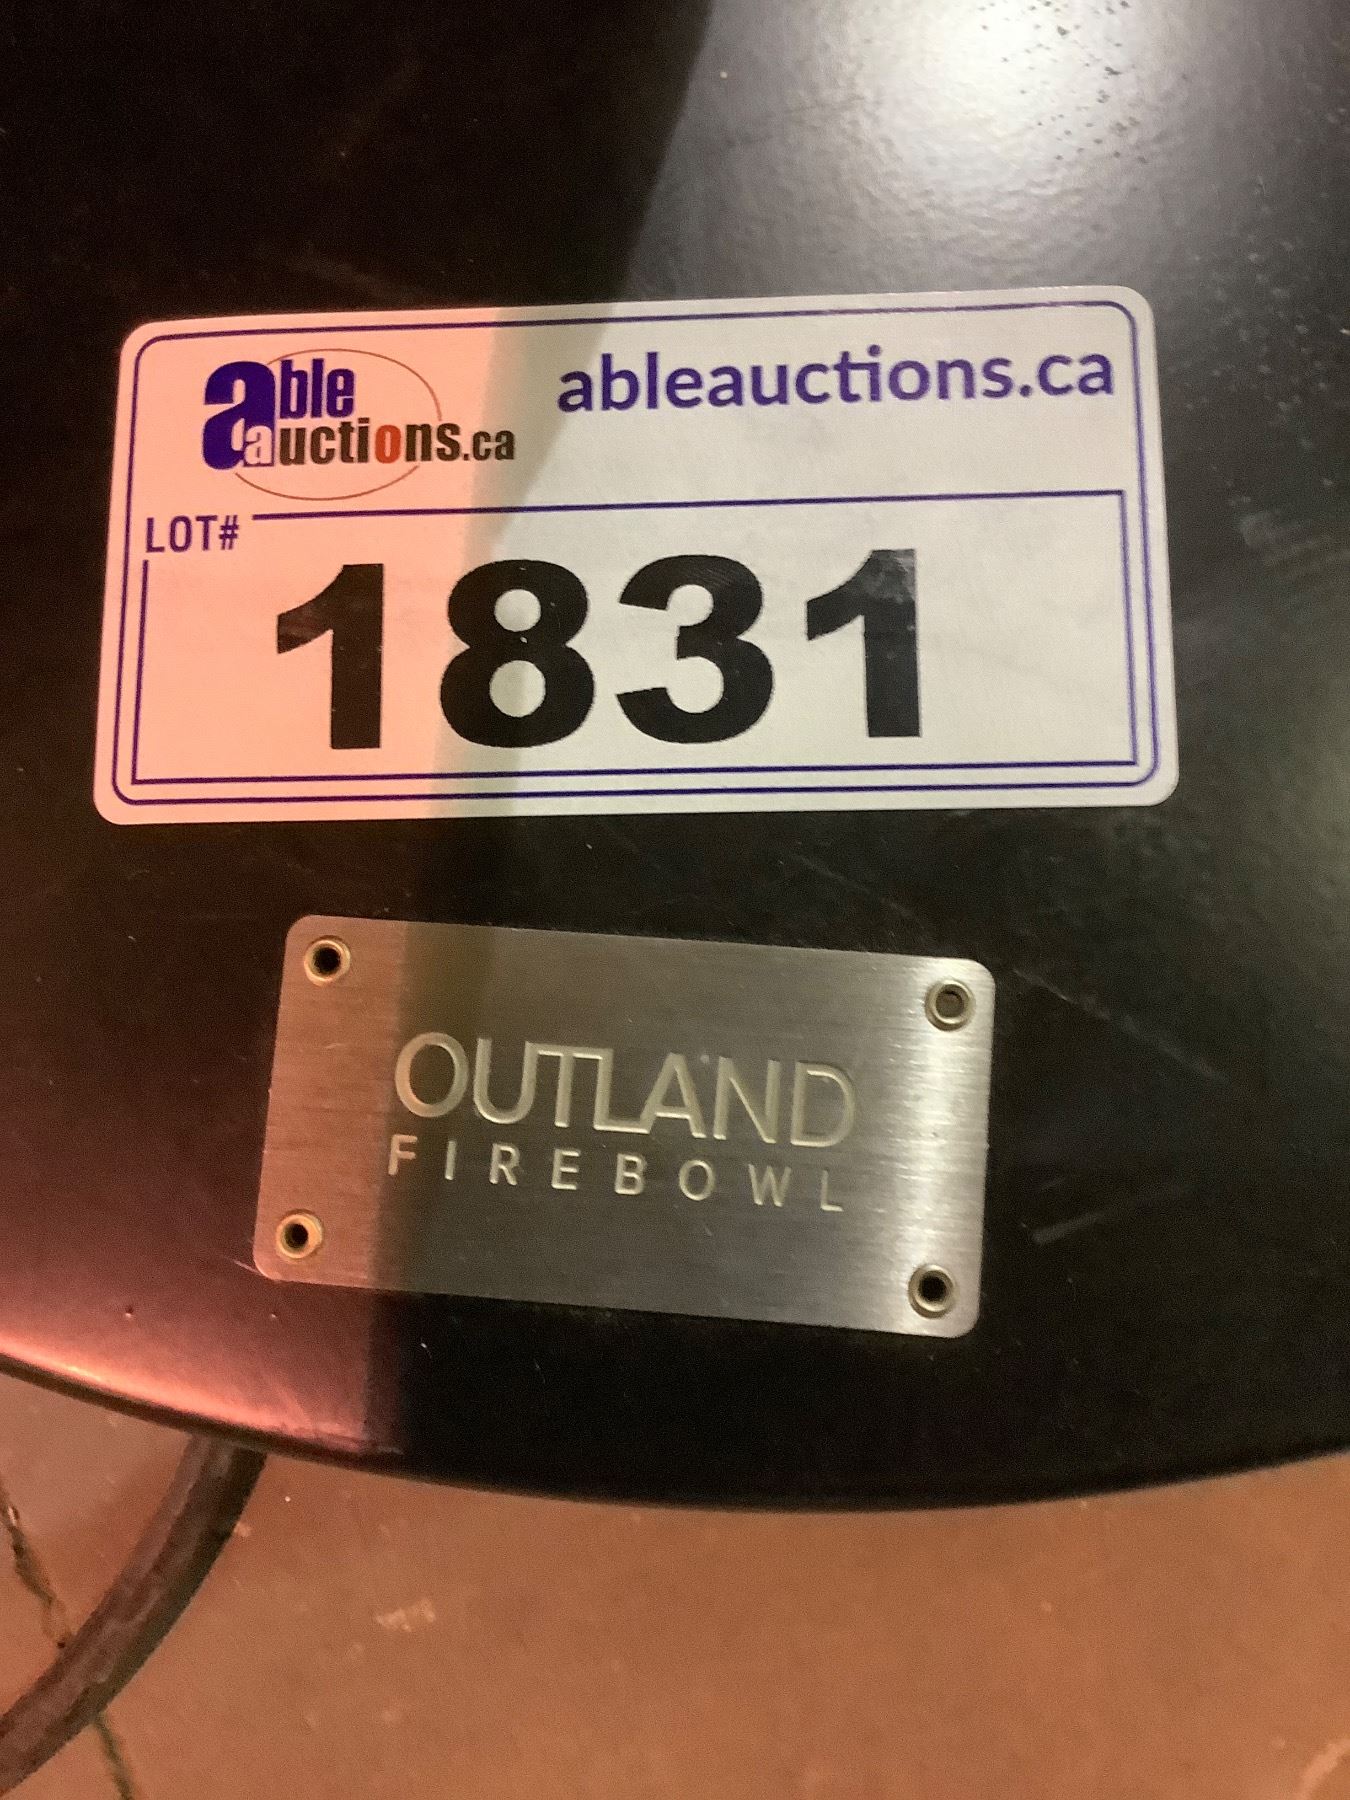 able
auctions.ca
ableauctions.ca
LOT#
1831
OUTLAND
FIREBOWL